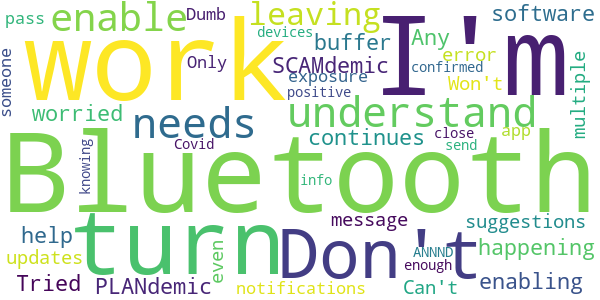 pass enable Dumb leaving software
work I'm
devices Any
buffer error
Only SCAMdemic confirmed
someone exposure Won't multiple
positive
worried needs understand
continues close app
Bluetooth
knowing Covid send
info
turn Don't
message suggestions
help even ANNND happening
updates enough
Tried PLANdemic notifications Can't enabling